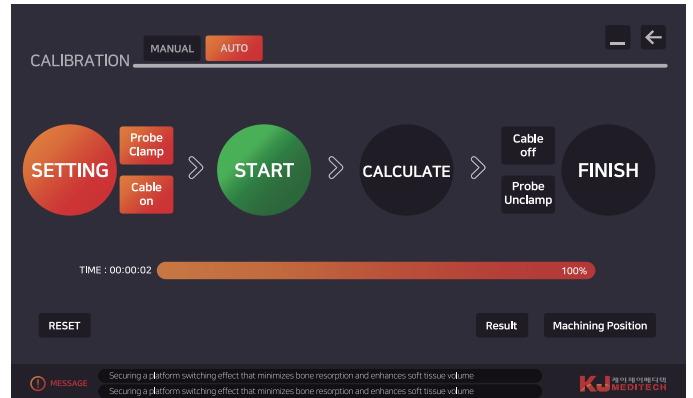 CALIBRATION
MANUAL
AUTO
SETTING
Probe
Clamp
Cable
on
START
CALCULATE
Cable
off
Probe
Unclamp
FINISH
TIME : 00:00:02
100%
RESET
Result
Machining Position
MESSAGE
Securing a platform switching effect that minimizes bone resorption and enhances soft tissue volume
Securing a platform switching effect that minimizes bone resorption and enhances soft tissue volume
KJ 케이제이메디텍
MEDITECH